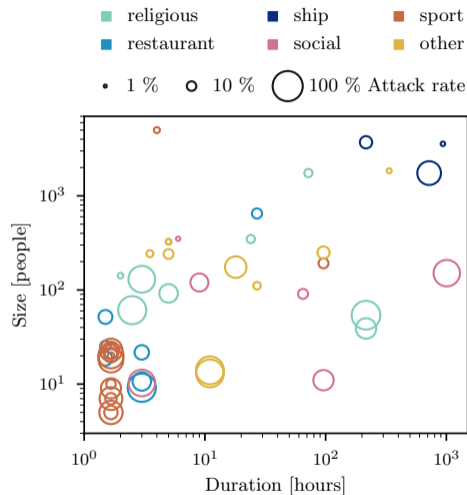 religious ship sport
restaurant social other
1 % 10 % 100 % Attack rate
10³
10²
10¹
Size [people]
10⁰ 10¹ 10² 10³
Duration [hours]